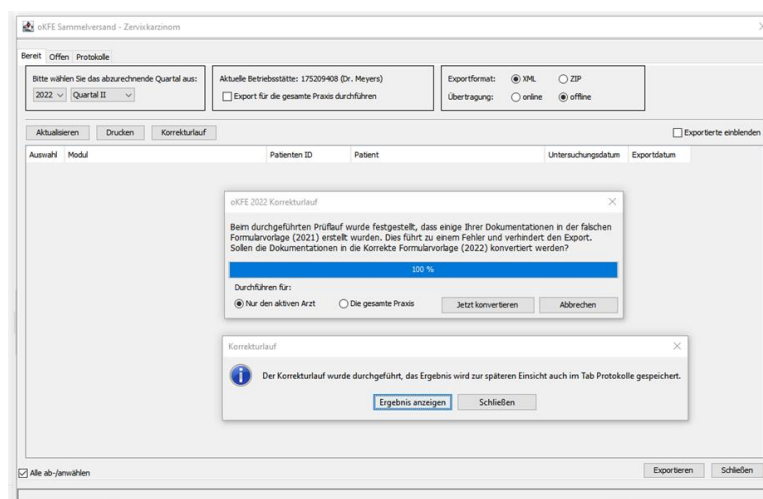 oKFE Sammelversand - Zervixkarzinom
Bereit Offen Protokolle
Bitte wählen Sie das abzurechnende Quartal aus:
2022 Quartal II
Aktuelle Betriebsstätte: 175209408 (Dr. Meyers)
Export für die gesamte Praxis durchführen
Exportformat: XML ZIP
Übertragung: online offline
Aktualisieren Drucken Korrekturlauf Exportierte einblenden
Auswahl Modul Patienten ID Patient Untersuchungsdatum Exportdatum
oKFE 2022 Korrekturlauf
Beim durchgeführten Prüflauf wurde festgestellt, dass einige Ihrer Dokumentationen in der falschen
Formularvorlage (2021) erstellt wurden. Dies führt zu einem Fehler und verhindert den Export.
Sollen die Dokumentationen in die Korrekte Formularvorlage (2022) konvertiert werden?
100 %
Durchführen für:
Nur den aktiven Arzt Die gesamte Praxis Jetzt konvertieren Abbrechen
Korrekturlauf
Der Korrekturlauf wurde durchgeführt, das Ergebnis wird zur späteren Einsicht auch im Tab Protokolle gespeichert.
Ergebnis anzeigen Schließen
Alle ab-/anwählen Exportieren Schließen